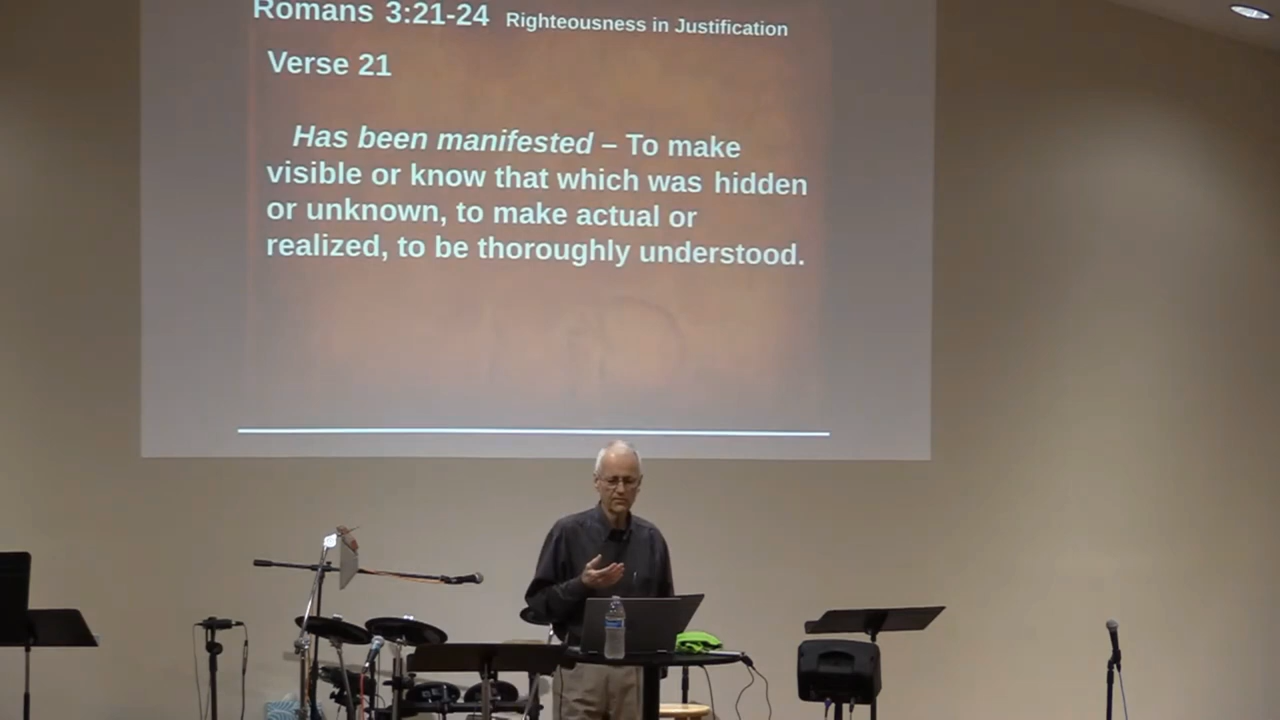 Romans 3:21-24 Righteousness in Justification
Verse 21
Has been manifested – To make
visible or know that which was hidden
or unknown, to make actual or
realized, to be thoroughly understood.